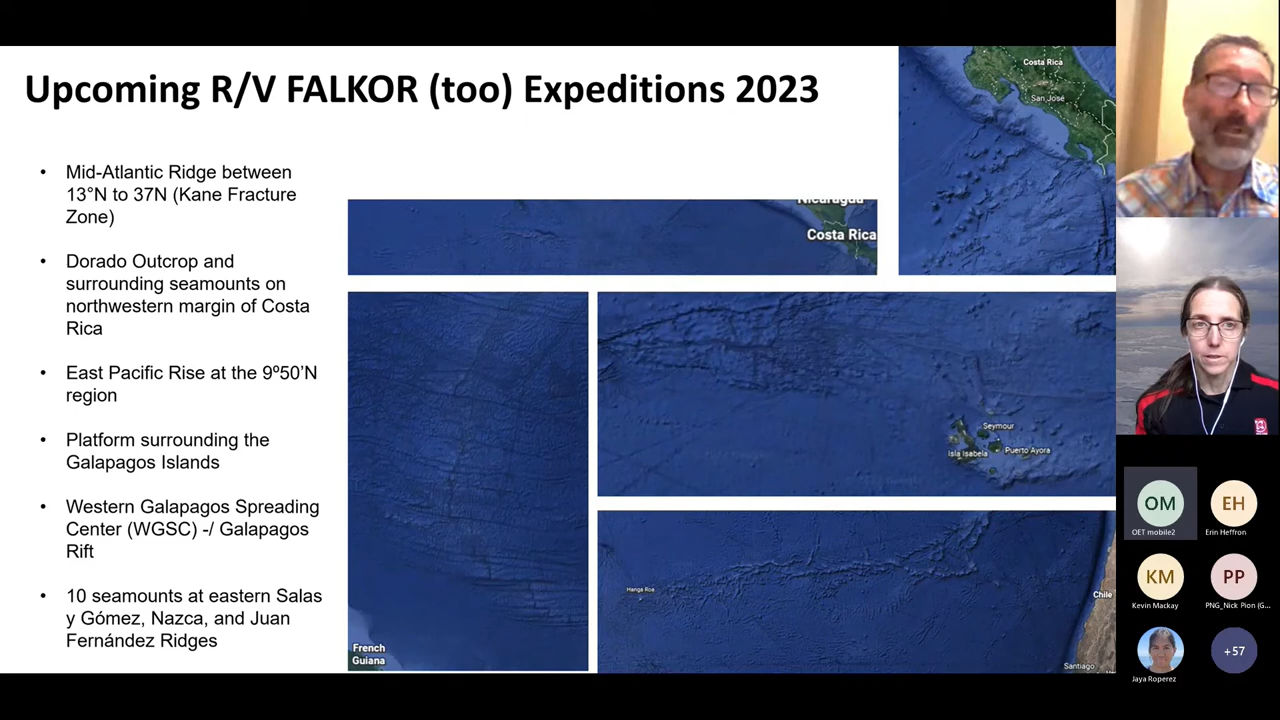 Upcoming R/V FALKOR (too) Expeditions 2023
• Mid-Atlantic Ridge between
13°N to 37N (Kane Fracture
Zone)
• Dorado Outcrop and
surrounding seamounts on
northwestern margin of Costa
Rica
• East Pacific Rise at the 9º50’N
region
• Platform surrounding the
Galapagos Islands
• Western Galapagos Spreading
Center (WGSC) -/ Galapagos
Rift
• 10 seamounts at eastern Salas
y Gómez, Nazca, and Juan
Fernández Ridges
Costa Rica
San José
Nicaragua
Costa Rica
Seymour
Isla Isabela
Puerto Ayora
Hanga Roa
Chile
Santiago
French
Guiana
OM
OET mobile2
EH
Erin Heffron
KM
Kevin Mackay
PP
PNG_Nick Pion (G...
Jaya Roperez
+57